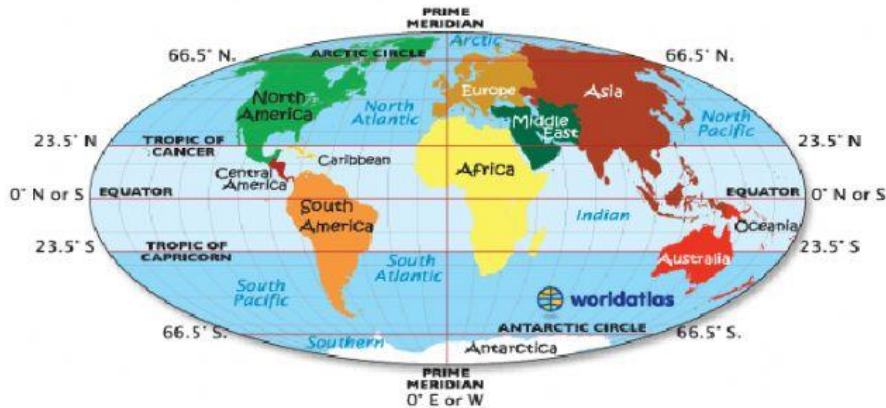 PRIME
MERIDIAN
66.5° N.
ARCTIC CIRCLE
Arctic
66.5° N.
North
America
North
Atlantic
Europe
Asia
Middle
East
North
Pacific
23.5° N
TROPIC OF
CANCER
23.5° N
Caribbean
Central
America
Africa
0° N or S
EQUATOR
EQUATOR
0° N or S
South
America
Indian
Oceania
23.5° S
TROPIC OF
CAPRICORN
South
Atlantic
Australia
23.5° S
South
Pacific
worldatlas
66.5° S.
Southern
ANTARCTIC CIRCLE
66.5° S.
Antarctica
PRIME
MERIDIAN
0° E or W